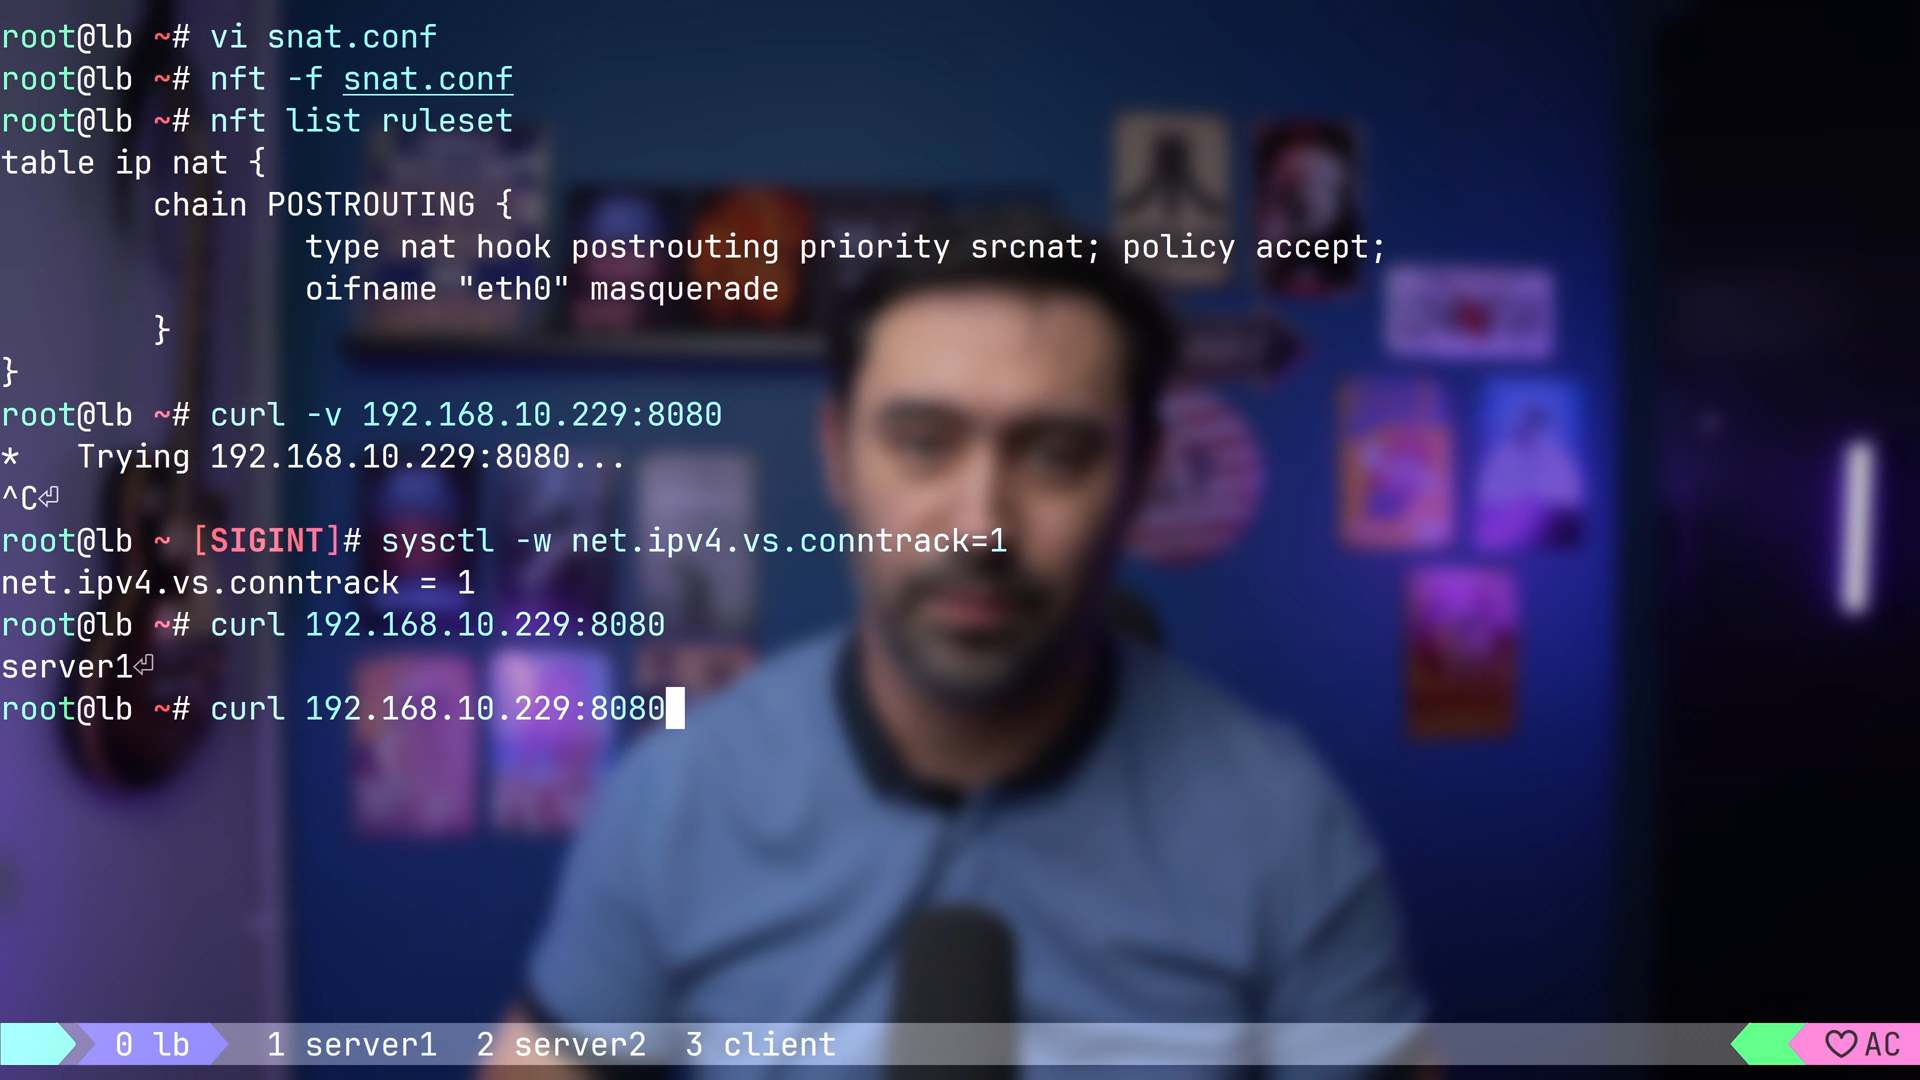 root@lb ~# vi snat.conf
root@lb ~# nft -f snat.conf
root@lb ~# nft list ruleset
table ip nat {
        chain POSTROUTING {
                type nat hook postrouting priority srcnat; policy accept;
                oifname "eth0" masquerade
        }
}
root@lb ~# curl -v 192.168.10.229:8080
*   Trying 192.168.10.229:8080...
^C⏎
root@lb ~ [SIGINT]# sysctl -w net.ipv4.vs.conntrack=1
net.ipv4.vs.conntrack = 1
root@lb ~# curl 192.168.10.229:8080
server1⏎
root@lb ~# curl 192.168.10.229:8080
0 lb 1 server1 2 server2 3 client ♡ AC